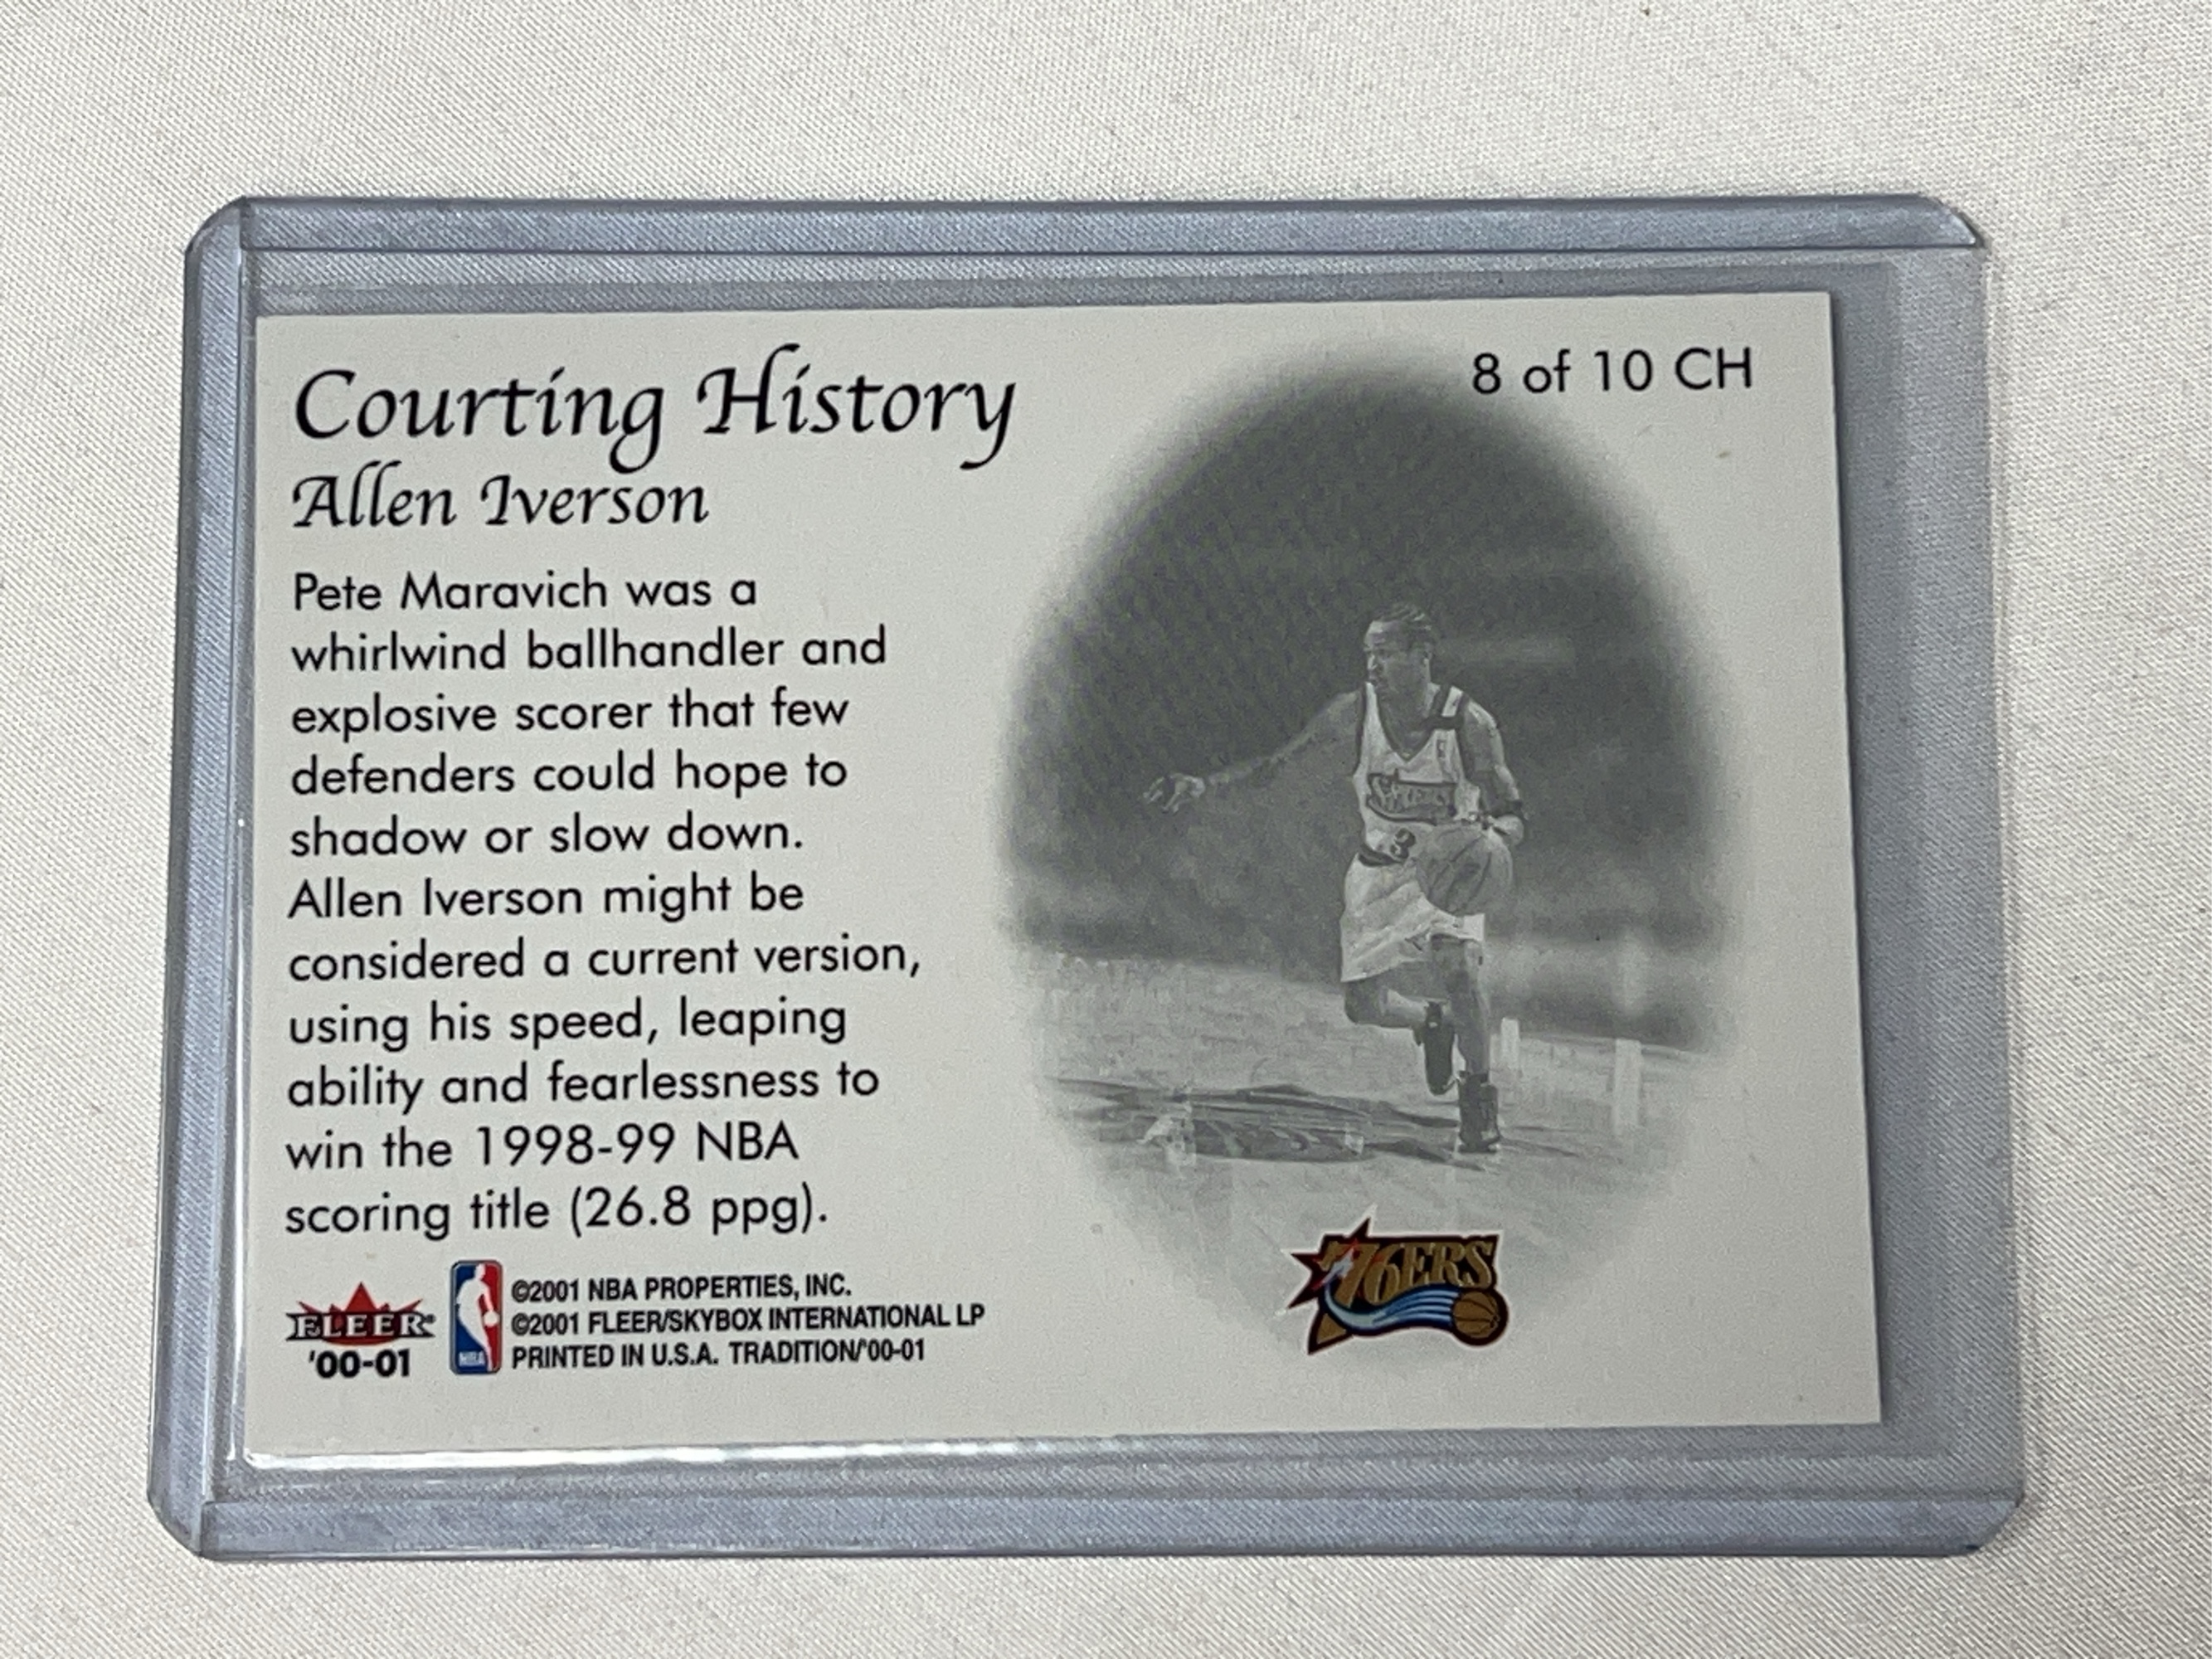 8 of 10 CH
Courting History
Allen Iverson
Pete Maravich was a
whirlwind ballhandler and
explosive scorer that few
defenders could hope to
shadow or slow down.
Allen Iverson might be
considered a current version,
using his speed, leaping
ability and fearlessness to
win the 1998-99 NBA
scoring title (26.8 ppg).
SIXERS
3
76ERS
FLEER®
'00-01
NBA
©2001 NBA PROPERTIES, INC.
©2001 FLEER/SKYBOX INTERNATIONAL LP
PRINTED IN U.S.A. TRADITION/'00-01